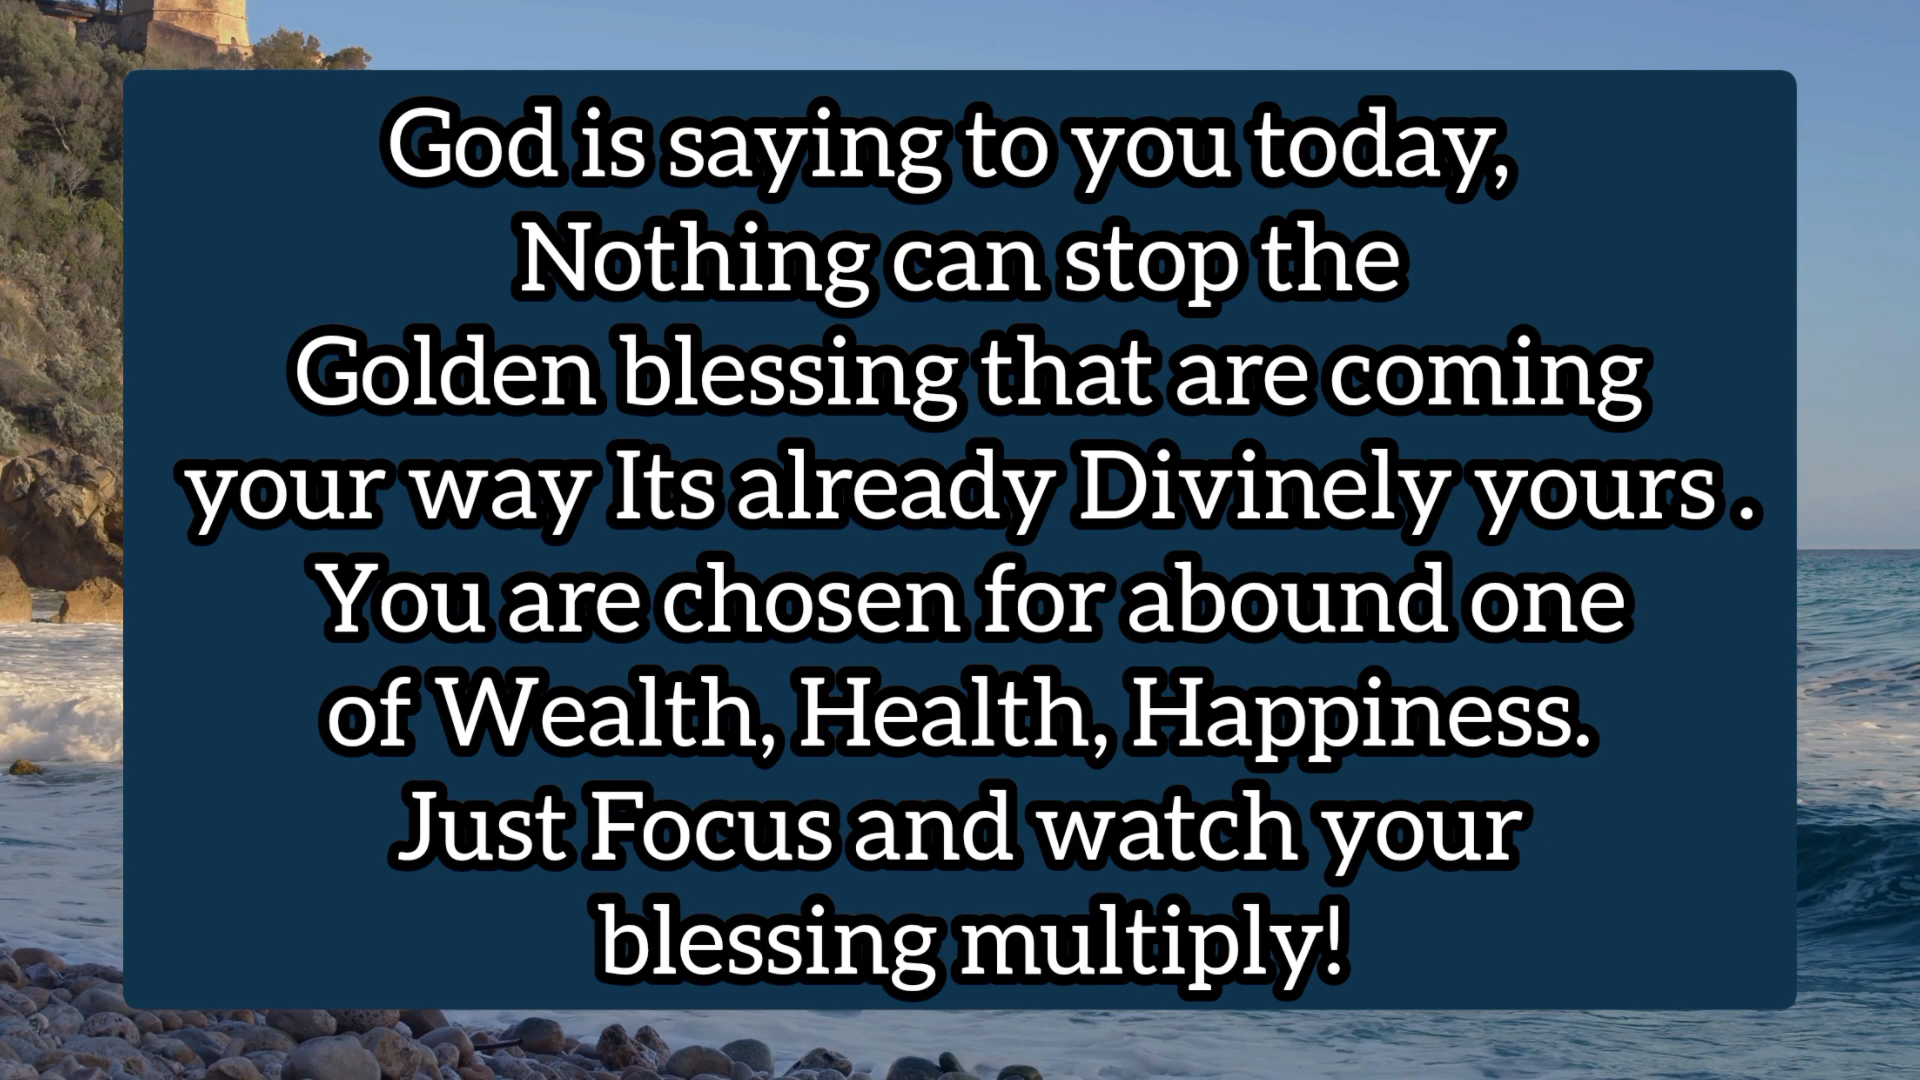 God is saying to you today,
Nothing can stop the
Golden blessing that are coming
your way Its already Divinely yours .
You are chosen for abound one
of Wealth, Health, Happiness.
Just Focus and watch your
blessing multiply!